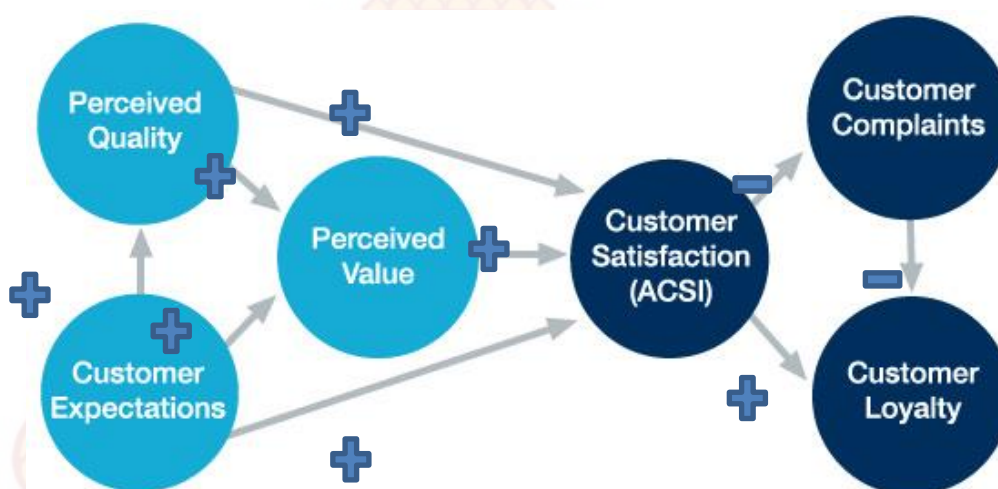 Perceived
Quality
Customer
Complaints
Perceived
Value
Customer
Satisfaction
(ACSI)
Customer
Expectations
Customer
Loyalty